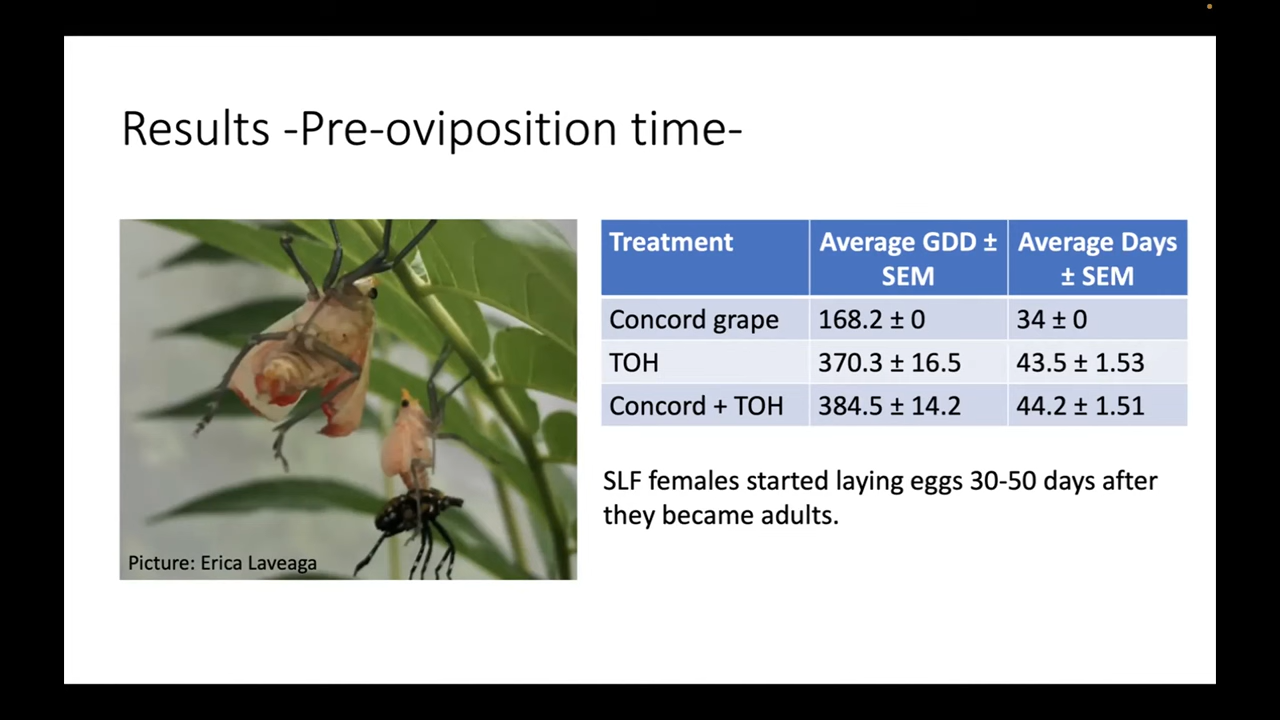 Results -Pre-oviposition time-
Treatment
Average GDD ±
SEM
Average Days
± SEM
Concord grape
168.2 ± 0
34 ± 0
TOH
370.3 ± 16.5
43.5 ± 1.53
Concord + TOH
384.5 ± 14.2
44.2 ± 1.51
SLF females started laying eggs 30-50 days after
they became adults.
Picture: Erica Laveaga